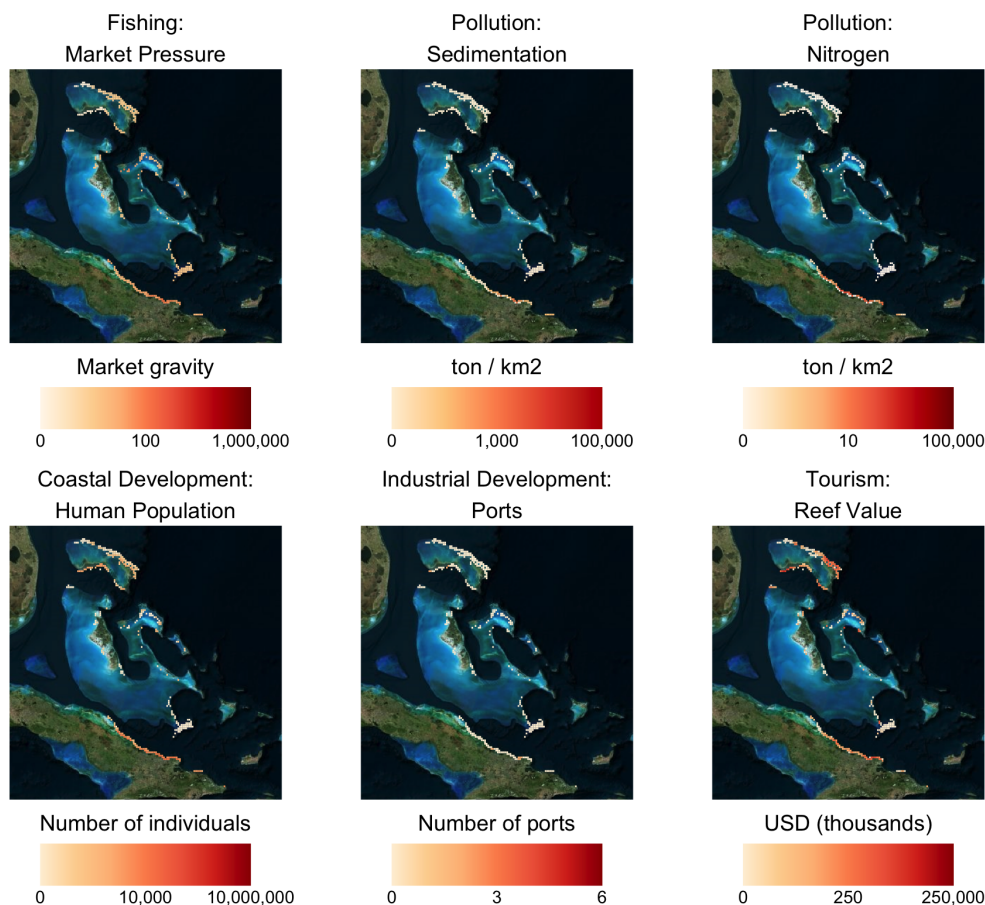 Fishing:
Market Pressure
Pollution:
Sedimentation
Pollution:
Nitrogen
Market gravity
0 100 1,000,000
ton / km2
0 1,000 100,000
ton / km2
0 10 100,000
Coastal Development:
Human Population
Industrial Development:
Ports
Tourism:
Reef Value
Number of individuals
0 10,000 10,000,000
Number of ports
0 3 6
USD (thousands)
0 250 250,000